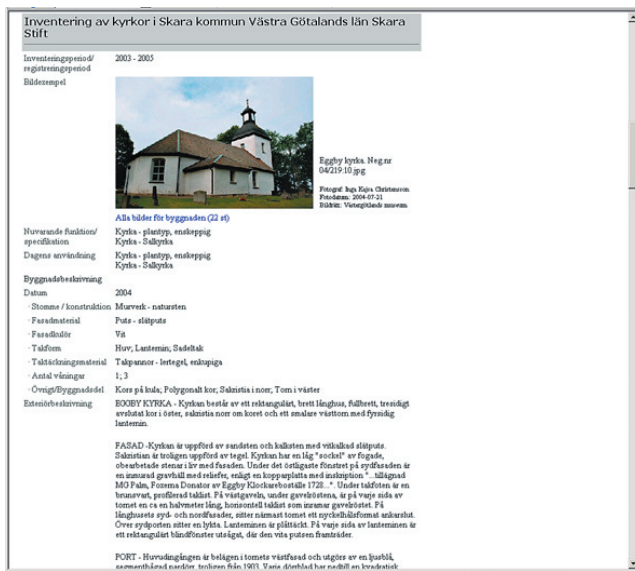 Inventering av kyrkor i Skara kommun Västra Götalands län Skara
Stift
Inventeringsperiod/ 2003 - 2005
registreringsperiod
Bildexempel
Eggby kyrka. Neg.nr
04/219:10.jpg
Fotograf: Inga Kajsa Christensson
Fotodatum: 2004-07-21
Bildrätt: Västergötlands museum
Alla bilder för byggnaden (22 st)
Nuvarande funktion/ Kyrka - plantyp, enskeppig
specifikation Kyrka - Salkyrka
Dagens användning Kyrka - plantyp, enskeppig
Kyrka - Salkyrka
Byggnadsbeskrivning
Datum 2004
· Stomme / konstruktion Murverk - natursten
· Fasadmaterial Puts - slätputs
· Fasadkulör Vit
· Takform Huv; Lanternin; Sadeltak
· Taktäckningsmaterial Takpannor - lertegel, enkupiga
· Antal våningar 1; 3
· Övrigt/Byggnadsdel Kors på kula; Polygonalt kor; Sakristia i norr; Torn i väster
Exteriörbeskrivning EGGBY KYRKA - Kyrkan består av ett rektangulärt, brett långhus, fullbrett, tresidigt
avslutat kor i öster, sakristia norr om koret och ett smalare västtorn med fyrsidig
lanternin.
FASAD -Kyrkan är uppförd av sandsten och kalksten med vitkalkad slätputs.
Sakristian är troligen uppförd av tegel. Kyrkan har en låg "sockel" av fogade,
obearbetade stenar i liv med fasaden. Under det östligaste fönstret på sydfasaden är
en inmurad gravhäll med reliefer, enligt en kopparplatta med inskription "...tillägnad
MG Palm, Fozerna Donator av Eggby Klockareboställe 1728...". Under takfoten är en
brunsvart, profilerad taklist. På västgaveln, under gavelröstena, är på varje sida av
tornet en ca en halvmeter lång, horisontell taklist som inramar gavelröstet. På
långhusets syd- och nordfasader, sitter närmast tornet ett nyckelhålsformat ankarslut.
Över sydporten sitter en lykta. Lanterninen är plåttäckt. På varje sida av lanterninen är
ett rektangulärt blindfönster utsågat, där den vita putsen framträder.
PORT - Huvudingången är belägen i tornets västfasad och utgörs av en ljusblå,
segmenthågad pardörr, troligen från 1903. Varje dörrblad har nedtill en kvadratisk